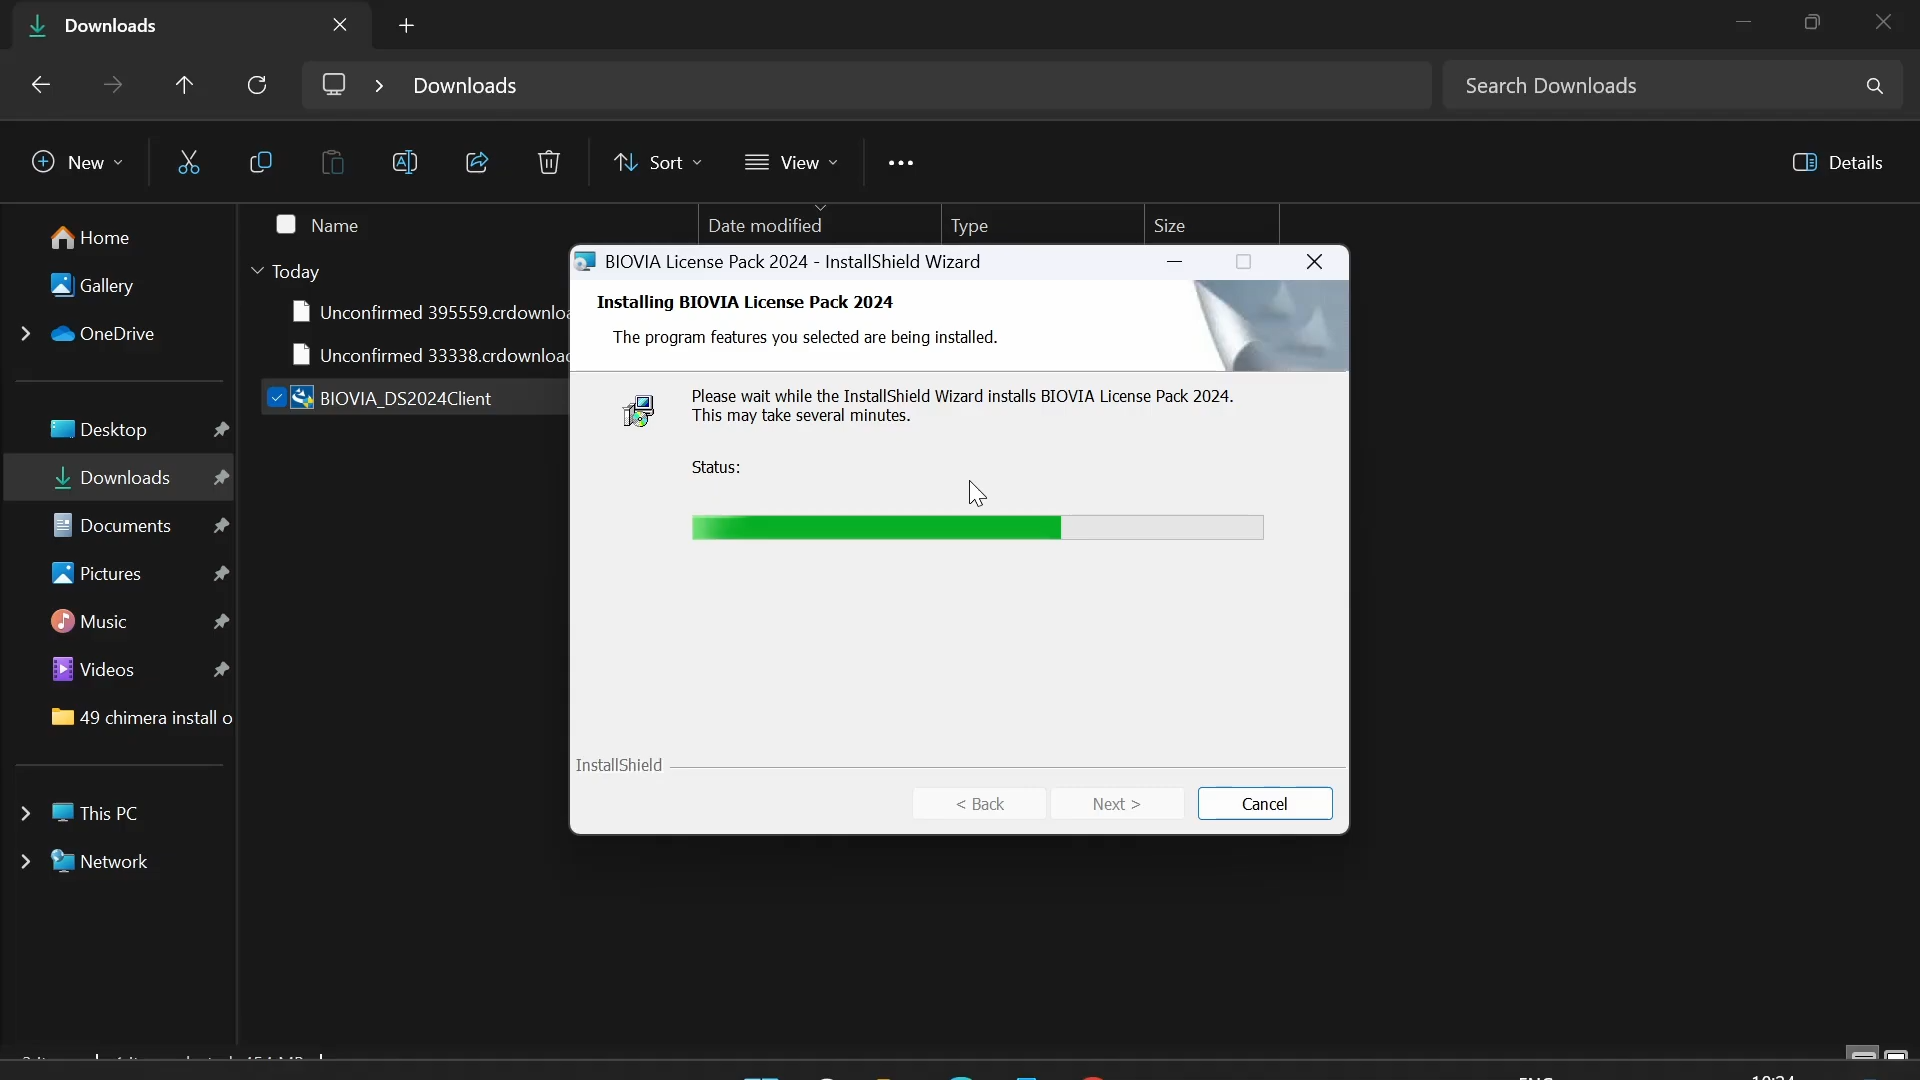 Downloads
Downloads
Search Downloads
New
Sort
View
Details
Name
Date modified
Type
Size
Home
Gallery
OneDrive
Desktop
Downloads
Documents
Pictures
Music
Videos
49 chimera install o
This PC
Network
Today
Unconfirmed 395559.crdownloa
Unconfirmed 33338.crdownload
BIOVIA_DS2024Client
BIOVIA License Pack 2024 - InstallShield Wizard
Installing BIOVIA License Pack 2024
The program features you selected are being installed.
Please wait while the InstallShield Wizard installs BIOVIA License Pack 2024.
This may take several minutes.
Status:
InstallShield
< Back
Next >
Cancel